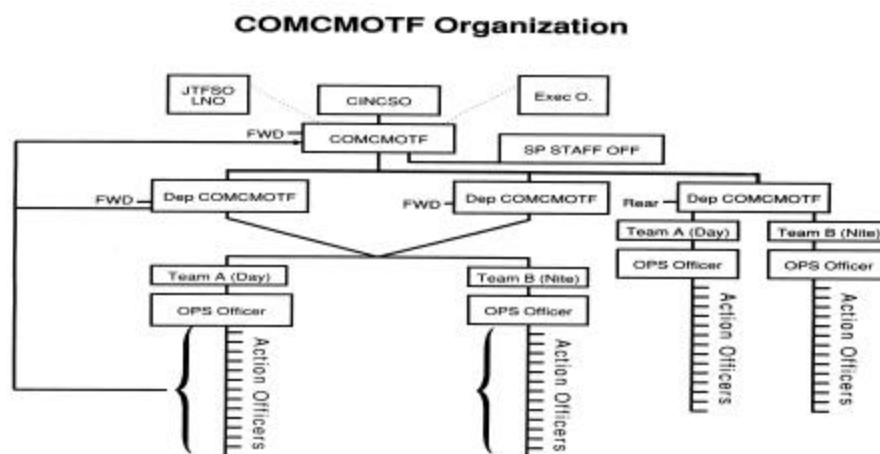 COMCMOTF Organization
JTFSO
LNO
CINCSO
Exec O.
FWD
COMCMOTF
SP STAFF OFF
FWD
Dep COMCMOTF
FWD
Dep COMCMOTF
Rear
Dep COMCMOTF
Team A (Day)
Team B (Nite)
OPS Officer
OPS Officer
Team A (Day)
Team B (Nite)
OPS Officer
OPS Officer
Action Officers
Action Officers
Action Officers
Action Officers